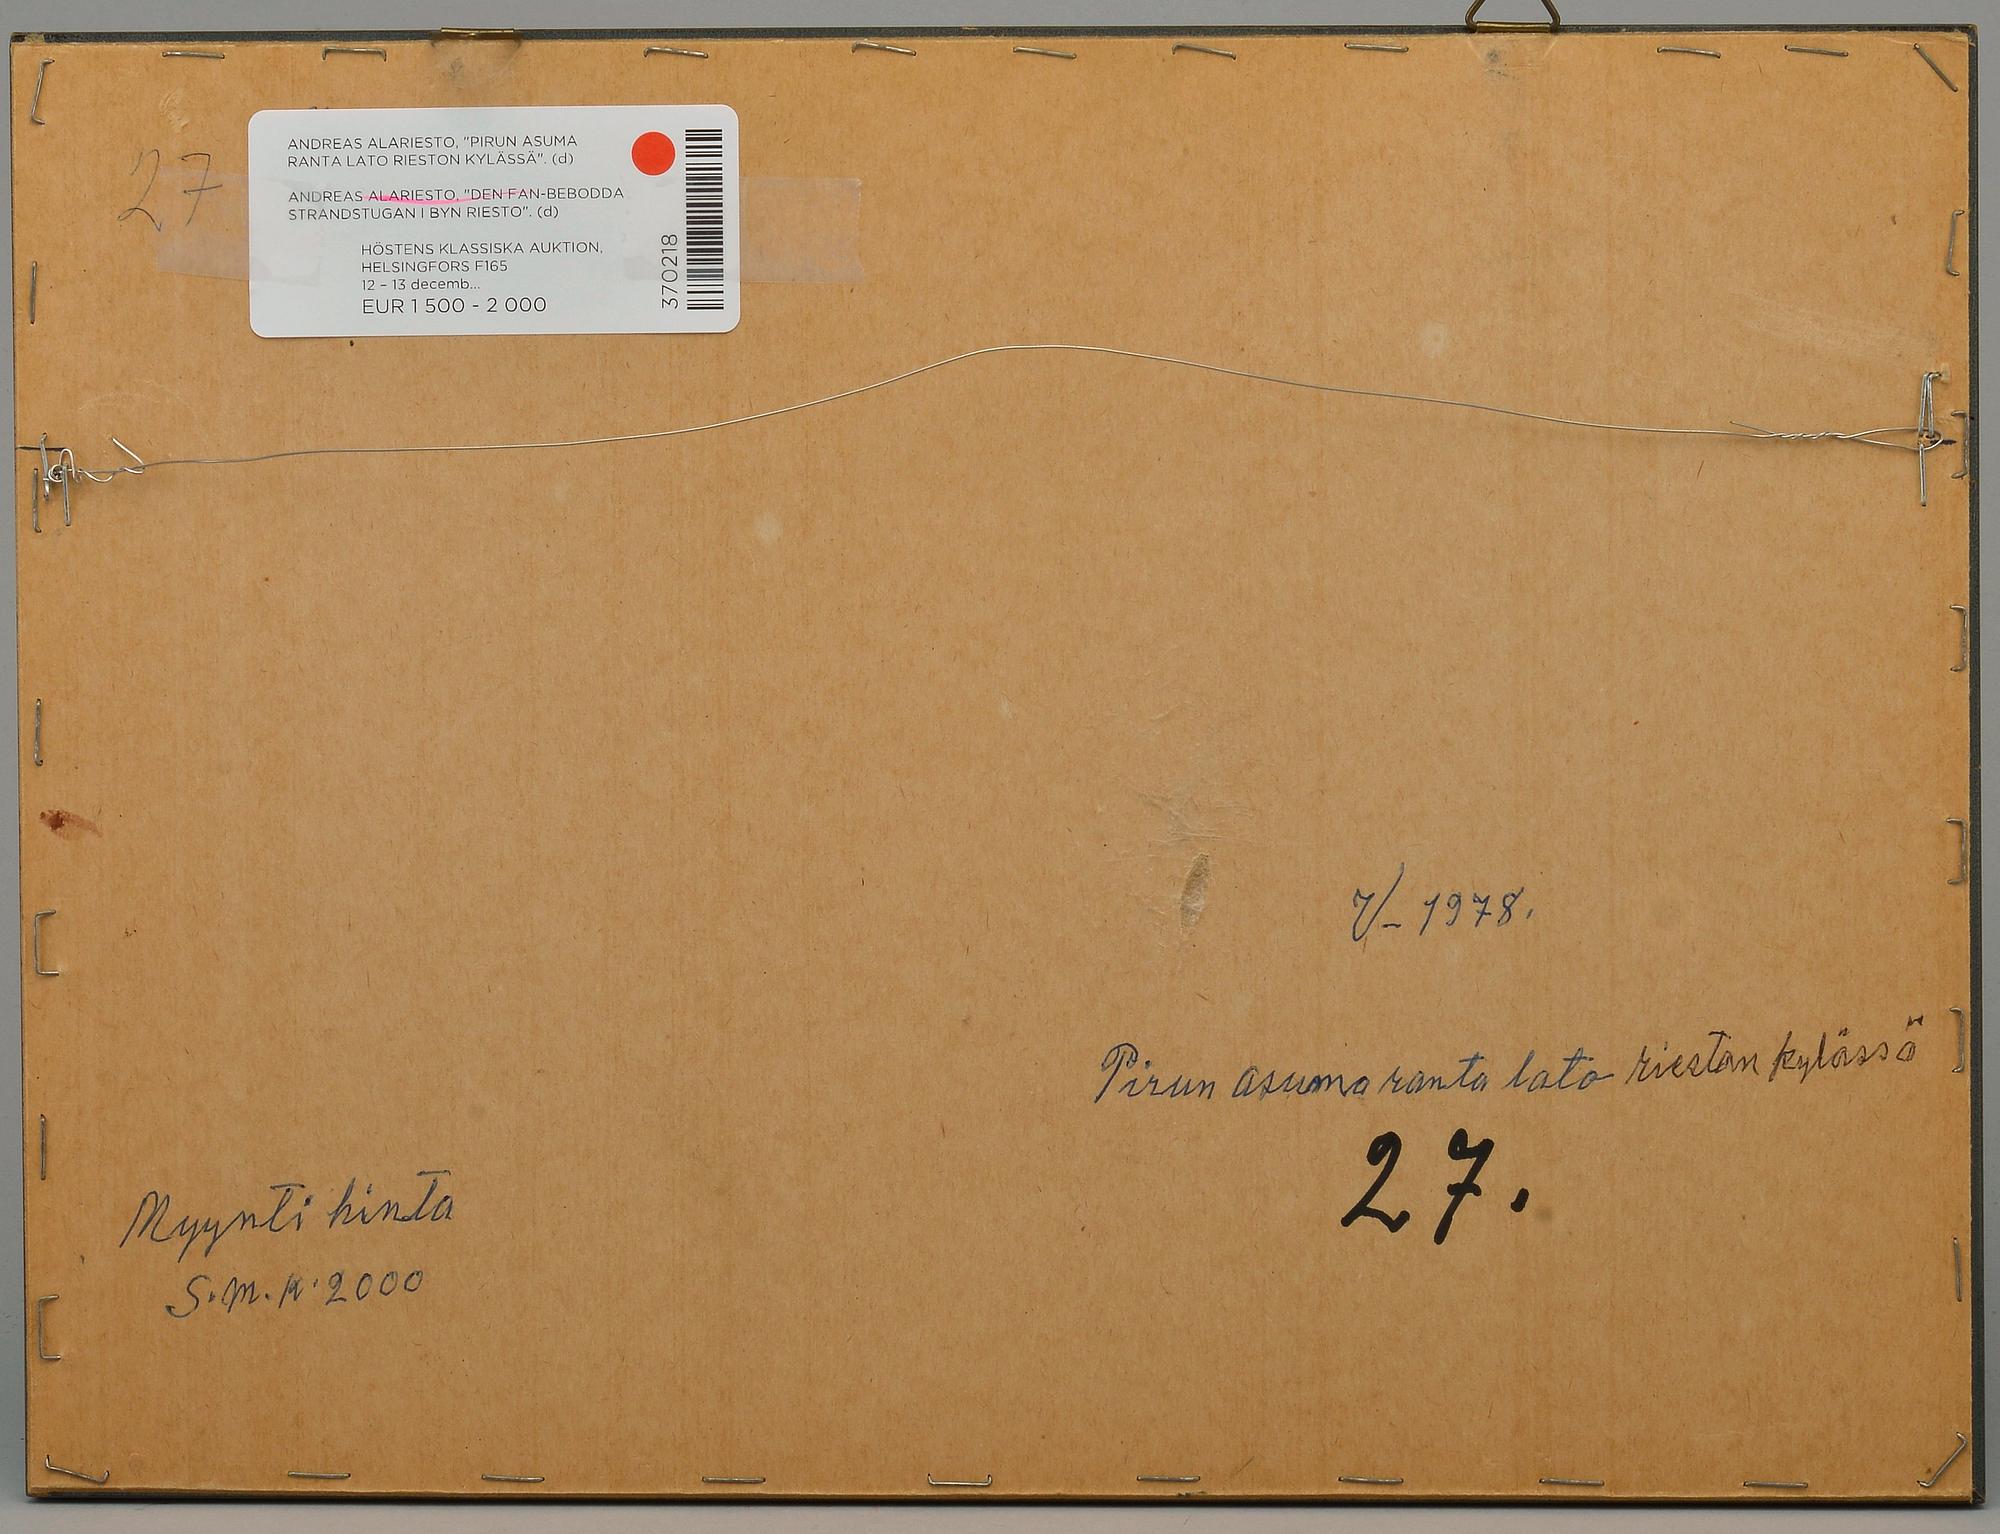 27
ANDREAS ALARIESTO, "PIRUN ASUMA
RANTA LATO RIESTON KYLÄSSÄ". (d)
ANDREAS ALARIESTO, "DEN FAN-BEBODDA
STRANDSTUGAN I BYN RIESTO". (d)
HÖSTENS KLASSISKA AUKTION,
HELSINGFORS F165
12 – 13 decemb...
EUR 1 500 - 2 000
370218
V– 1978.
Pirun asuma ranta lato riestan kylässä
27.
Myynti hinta
S.m.k. 2000